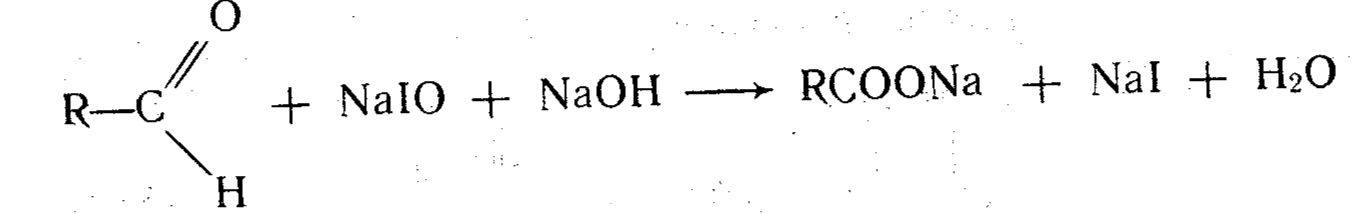 O
R—C + NaIO + NaOH ⟶ RCOONa + NaI + H₂O
H